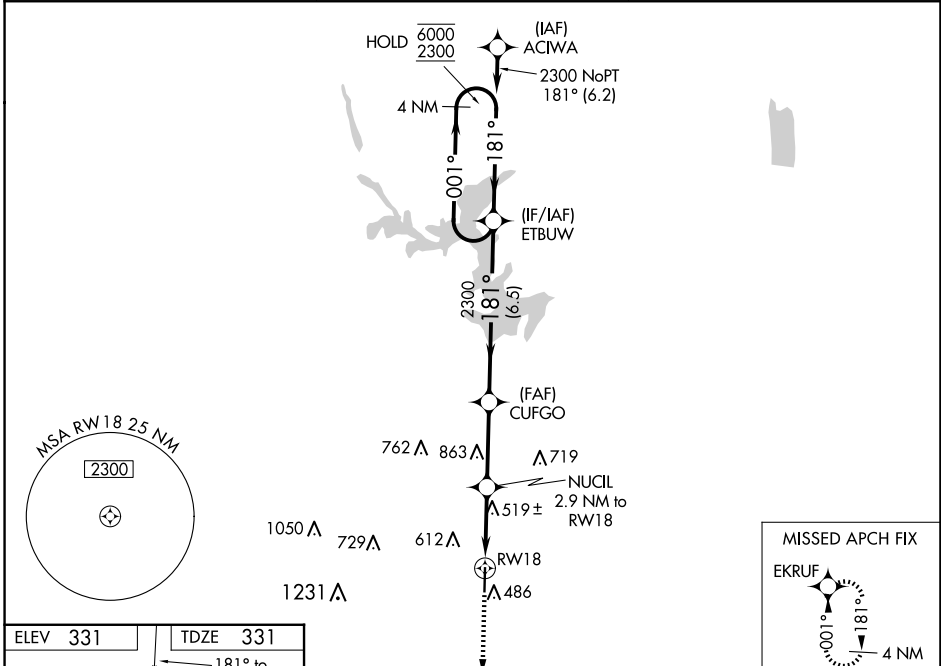 HOLD 6000
2300
(IAF)
ACIWA
2300 NoPT
181° (6.2)
4 NM
001°
181°
(IF/IAF)
ETBUW
2300
181°
(6.5)
(FAF)
CUFGO
MSA RW18 25 NM
2300
762
863
719
NUCIL
2.9 NM to
RW18
519±
1050
729
612
RW18
1231
486
MISSED APCH FIX
EKRUF
001°
181°
4 NM
ELEV 331
TDZE 331
181° to